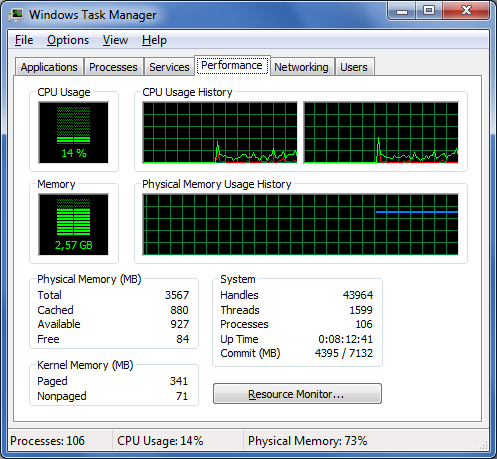 Windows Task Manager
File Options View Help
Applications Processes Services Performance Networking Users
CPU Usage CPU Usage History
14 %
Memory Physical Memory Usage History
2,57 GB
Physical Memory (MB)
Total 3567
Cached 880
Available 927
Free 84
Kernel Memory (MB)
Paged 341
Nonpaged 71
System
Handles 43964
Threads 1599
Processes 106
Up Time 0:08:12:41
Commit (MB) 4395 / 7132
Resource Monitor...
Processes: 106 CPU Usage: 14% Physical Memory: 73%